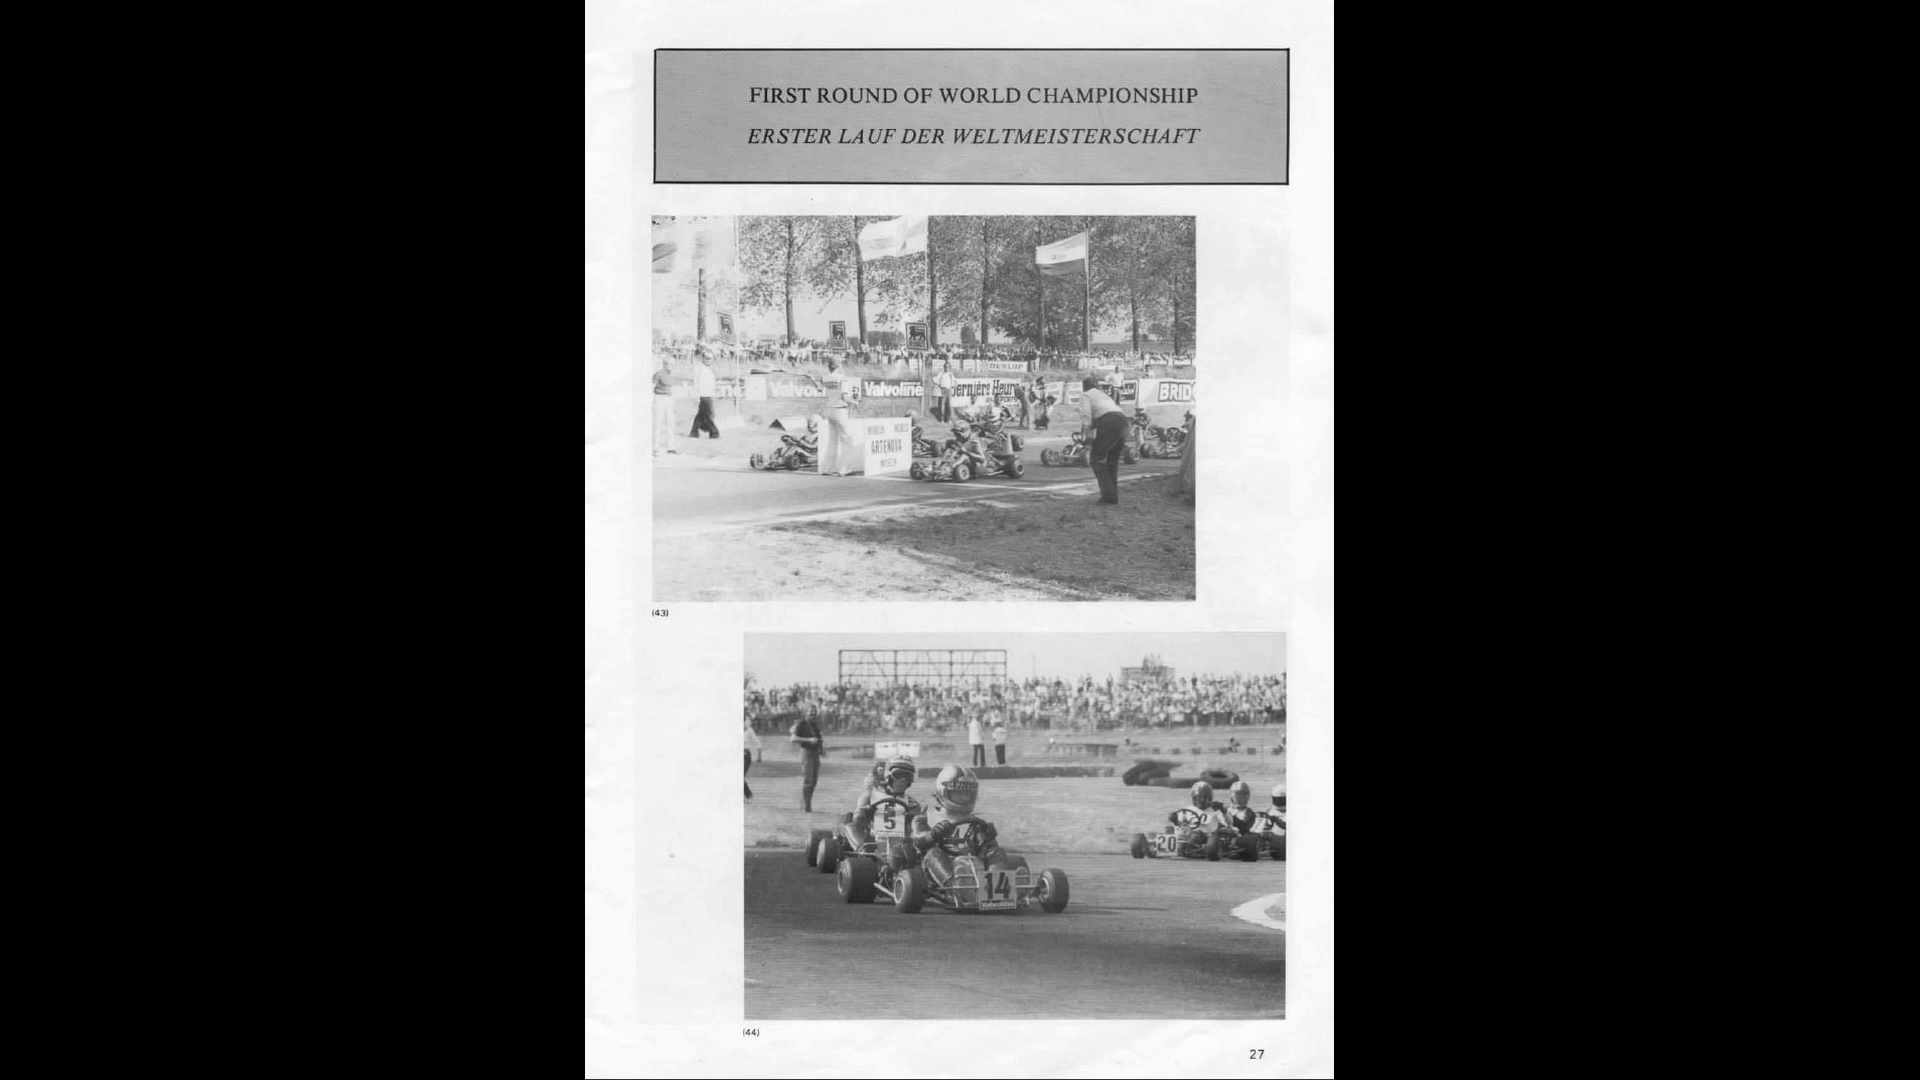 FIRST ROUND OF WORLD CHAMPIONSHIP
ERSTER LAUF DER WELTMEISTERSCHAFT
DUNLOP
Valvoline
Dernière Heure
BRID
ARTENOVA
(43)
5
20
14
Valvoline
(44)
27